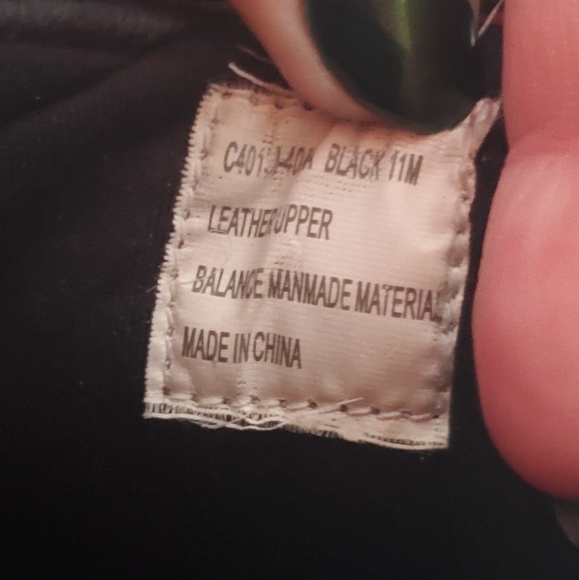 BLACK 11M
LEATHER UPPER
BALANCE MANMADE MATERIAL
MADE IN CHINA